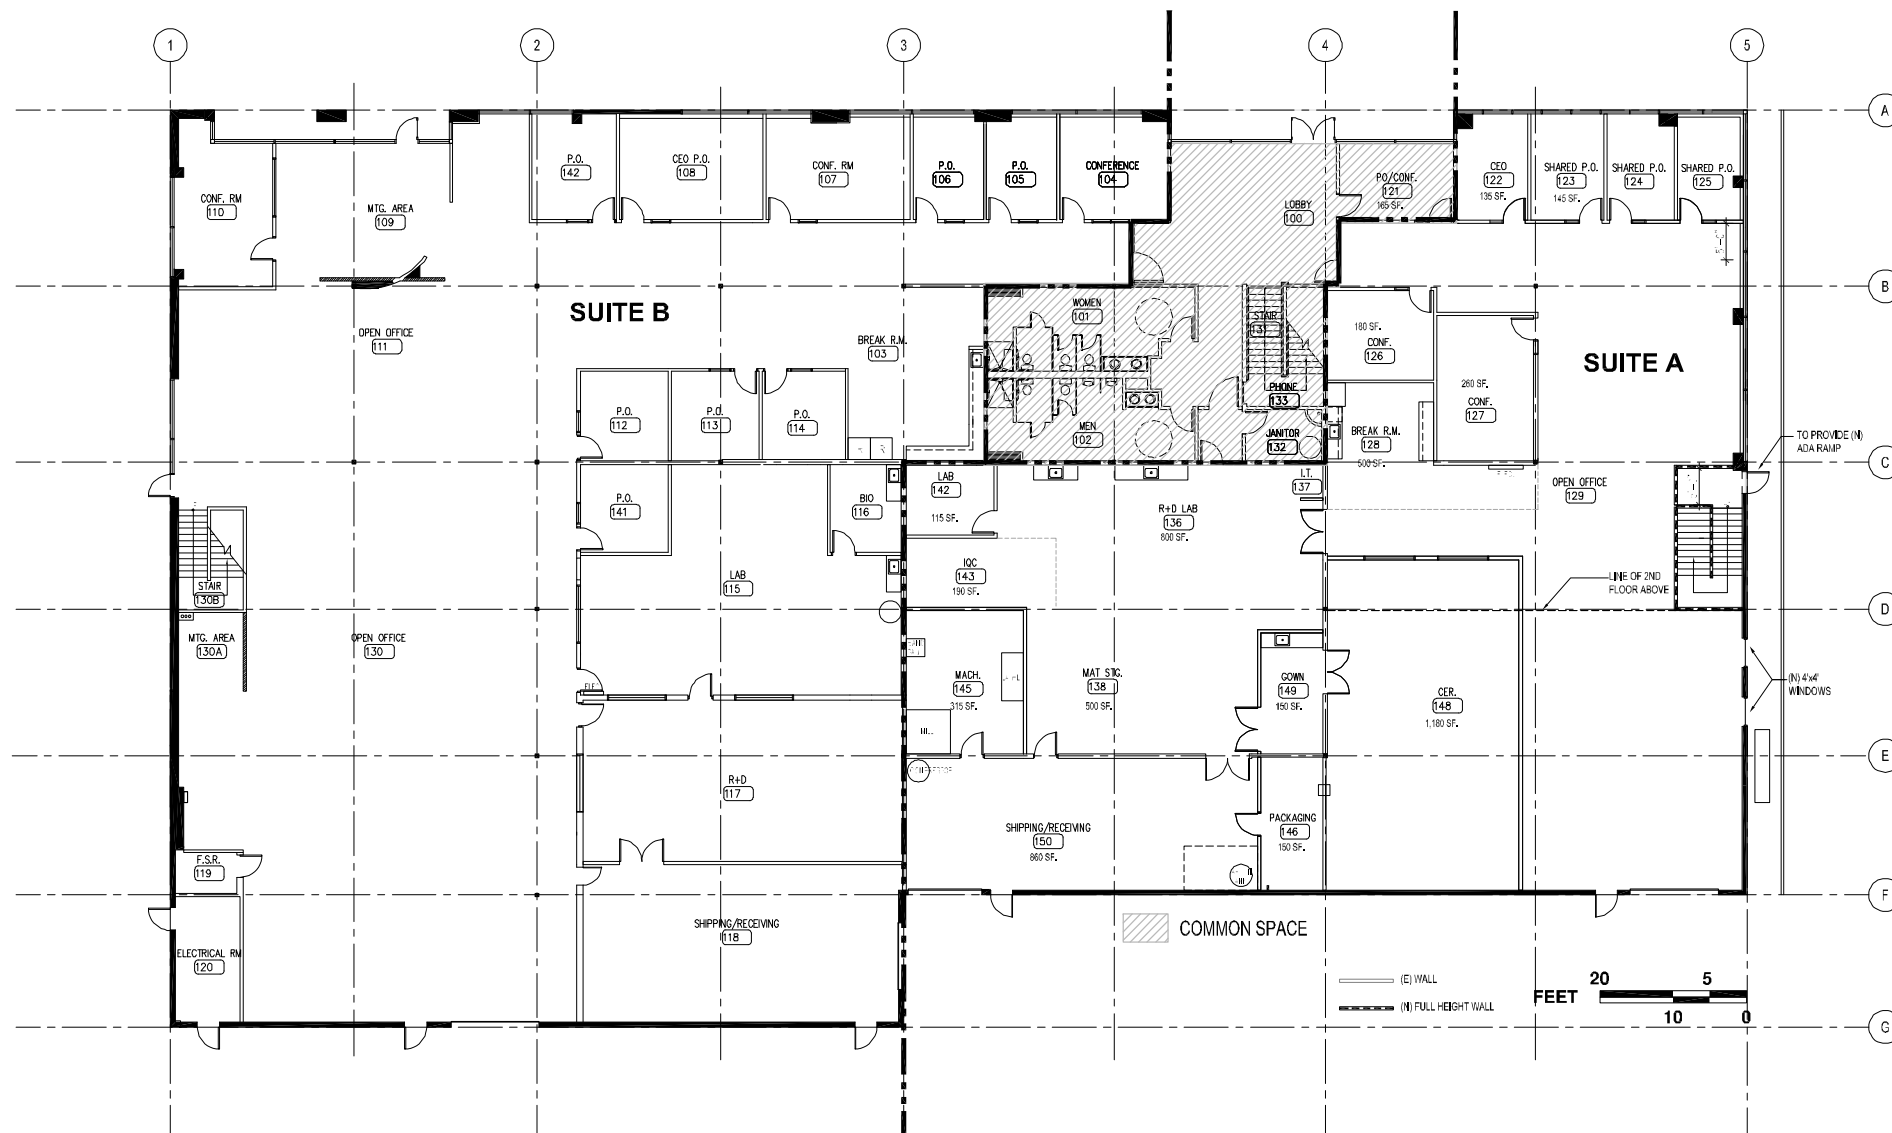 1
2
3
4
5
A
B
C
D
E
F
G
CONF. RM
110
MTG. AREA
109
P.O.
142
CEO P.O.
108
CONF. RM
107
P.O.
106
P.O.
105
CONFERENCE
104
LOBBY
100
PO/CONF.
121
165 SF.
CEO
122
135 SF.
SHARED P.O.
123
145 SF.
SHARED P.O.
124
SHARED P.O.
125
SUITE B
OPEN OFFICE
111
BREAK R.M.
103
WOMEN
101
STAIR
131
180 SF.
CONF.
126
SUITE A
260 SF.
CONF.
127
P.O.
112
P.O.
113
P.O.
114
MEN
102
PHONE
133
JANITOR
132
BREAK R.M.
128
500 SF.
TO PROVIDE (N)
ADA RAMP
P.O.
141
BIO
116
LAB
142
115 SF.
R+D LAB
136
800 SF.
I.T.
137
OPEN OFFICE
129
STAIR
130B
LAB
115
IQC
143
190 SF.
LINE OF 2ND
FLOOR ABOVE
MTG. AREA
130A
OPEN OFFICE
130
MACH.
145
315 SF.
MAT STG.
138
500 SF.
GOWN
149
150 SF.
CER.
148
1,180 SF.
(N) 4'x4'
WINDOWS
R+D
117
SHIPPING/RECEIVING
150
860 SF.
PACKAGING
146
150 SF.
F.S.R.
119
ELECTRICAL RM
120
SHIPPING/RECEIVING
118
COMMON SPACE
(E) WALL
(N) FULL HEIGHT WALL
FEET
20
5
10
0